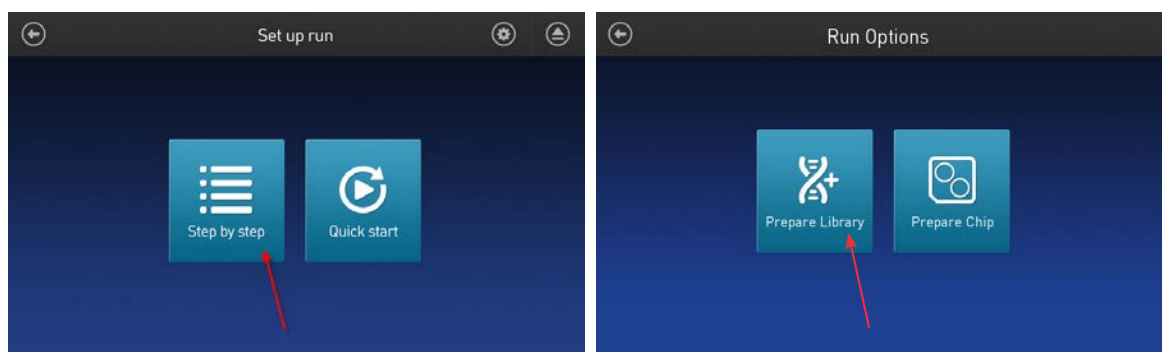 Set up run
Step by step
Quick start
Run Options
Prepare Library
Prepare Chip